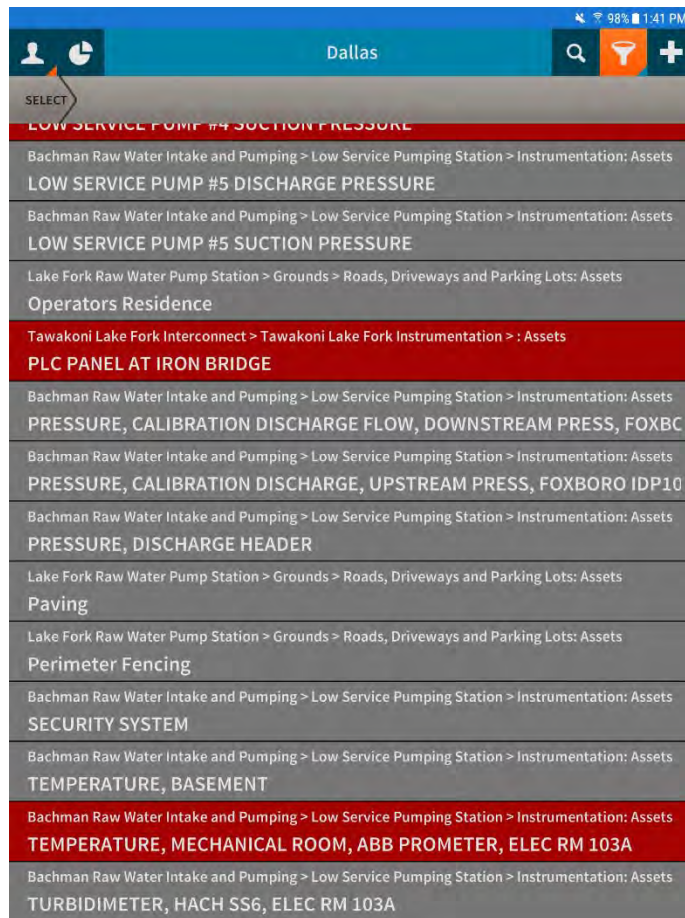 98% 1:41 PM
Dallas
SELECT
LOW SERVICE PUMP #4 SUCTION PRESSURE
Bachman Raw Water Intake and Pumping > Low Service Pumping Station > Instrumentation: Assets
LOW SERVICE PUMP #5 DISCHARGE PRESSURE
Bachman Raw Water Intake and Pumping > Low Service Pumping Station > Instrumentation: Assets
LOW SERVICE PUMP #5 SUCTION PRESSURE
Lake Fork Raw Water Pump Station > Grounds > Roads, Driveways and Parking Lots: Assets
Operators Residence
Tawakoni Lake Fork Interconnect > Tawakoni Lake Fork Instrumentation > : Assets
PLC PANEL AT IRON BRIDGE
Bachman Raw Water Intake and Pumping > Low Service Pumping Station > Instrumentation: Assets
PRESSURE, CALIBRATION DISCHARGE FLOW, DOWNSTREAM PRESS, FOXBC
Bachman Raw Water Intake and Pumping > Low Service Pumping Station > Instrumentation: Assets
PRESSURE, CALIBRATION DISCHARGE, UPSTREAM PRESS, FOXBORO IDP10
Bachman Raw Water Intake and Pumping > Low Service Pumping Station > Instrumentation: Assets
PRESSURE, DISCHARGE HEADER
Lake Fork Raw Water Pump Station > Grounds > Roads, Driveways and Parking Lots: Assets
Paving
Lake Fork Raw Water Pump Station > Grounds > Roads, Driveways and Parking Lots: Assets
Perimeter Fencing
Bachman Raw Water Intake and Pumping > Low Service Pumping Station > Instrumentation: Assets
SECURITY SYSTEM
Bachman Raw Water Intake and Pumping > Low Service Pumping Station > Instrumentation: Assets
TEMPERATURE, BASEMENT
Bachman Raw Water Intake and Pumping > Low Service Pumping Station > Instrumentation: Assets
TEMPERATURE, MECHANICAL ROOM, ABB PROMETER, ELEC RM 103A
Bachman Raw Water Intake and Pumping > Low Service Pumping Station > Instrumentation: Assets
TURBIDIMETER, HACH SS6, ELEC RM 103A